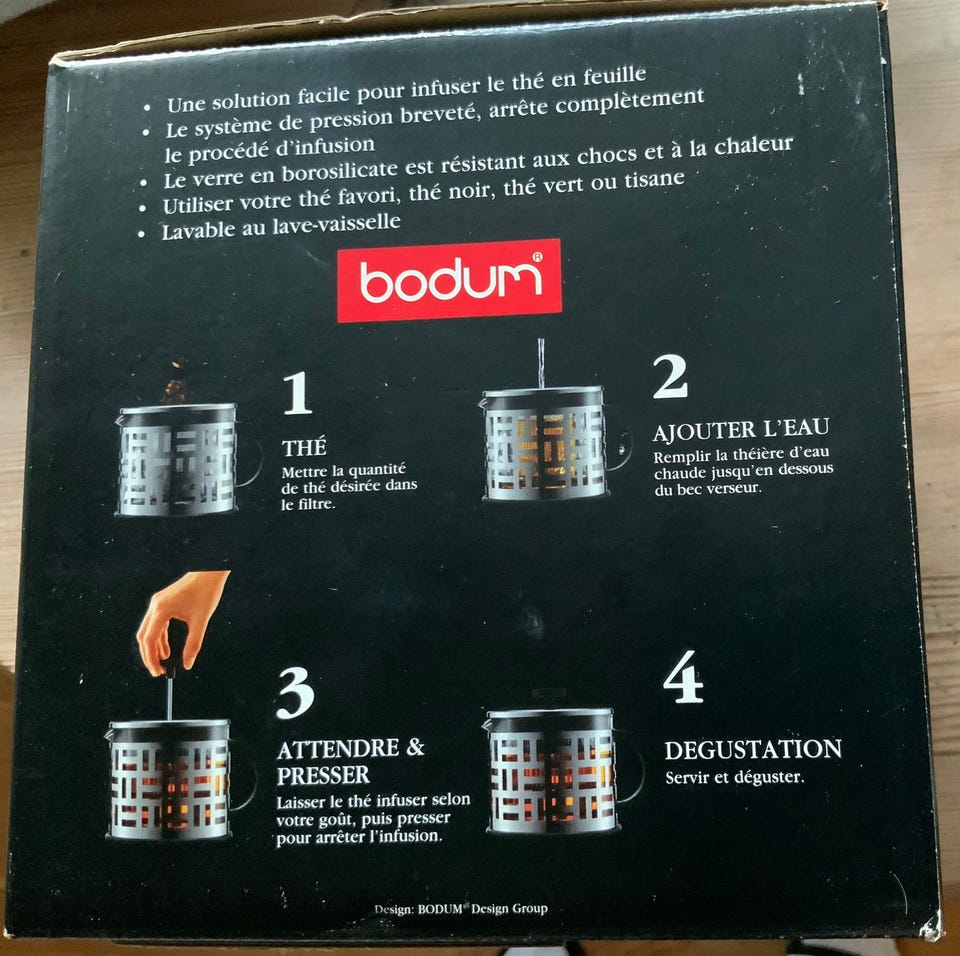 • Une solution facile pour infuser le thé en feuille
• Le système de pression breveté, arrête complètement
le procédé d'infusion
• Le verre en borosilicate est résistant aux chocs et à la chaleur
• Utiliser votre thé favori, thé noir, thé vert ou tisane
• Lavable au lave-vaisselle
bodum®
1
THÉ
Mettre la quantité
de thé désirée dans
le filtre.
2
AJOUTER L'EAU
Remplir la théière d'eau
chaude jusqu'en dessous
du bec verseur.
3
ATTENDRE &
PRESSER
Laisser le thé infuser selon
votre goût, puis presser
pour arrêter l'infusion.
4
DEGUSTATION
Servir et déguster.
Design: BODUM® Design Group